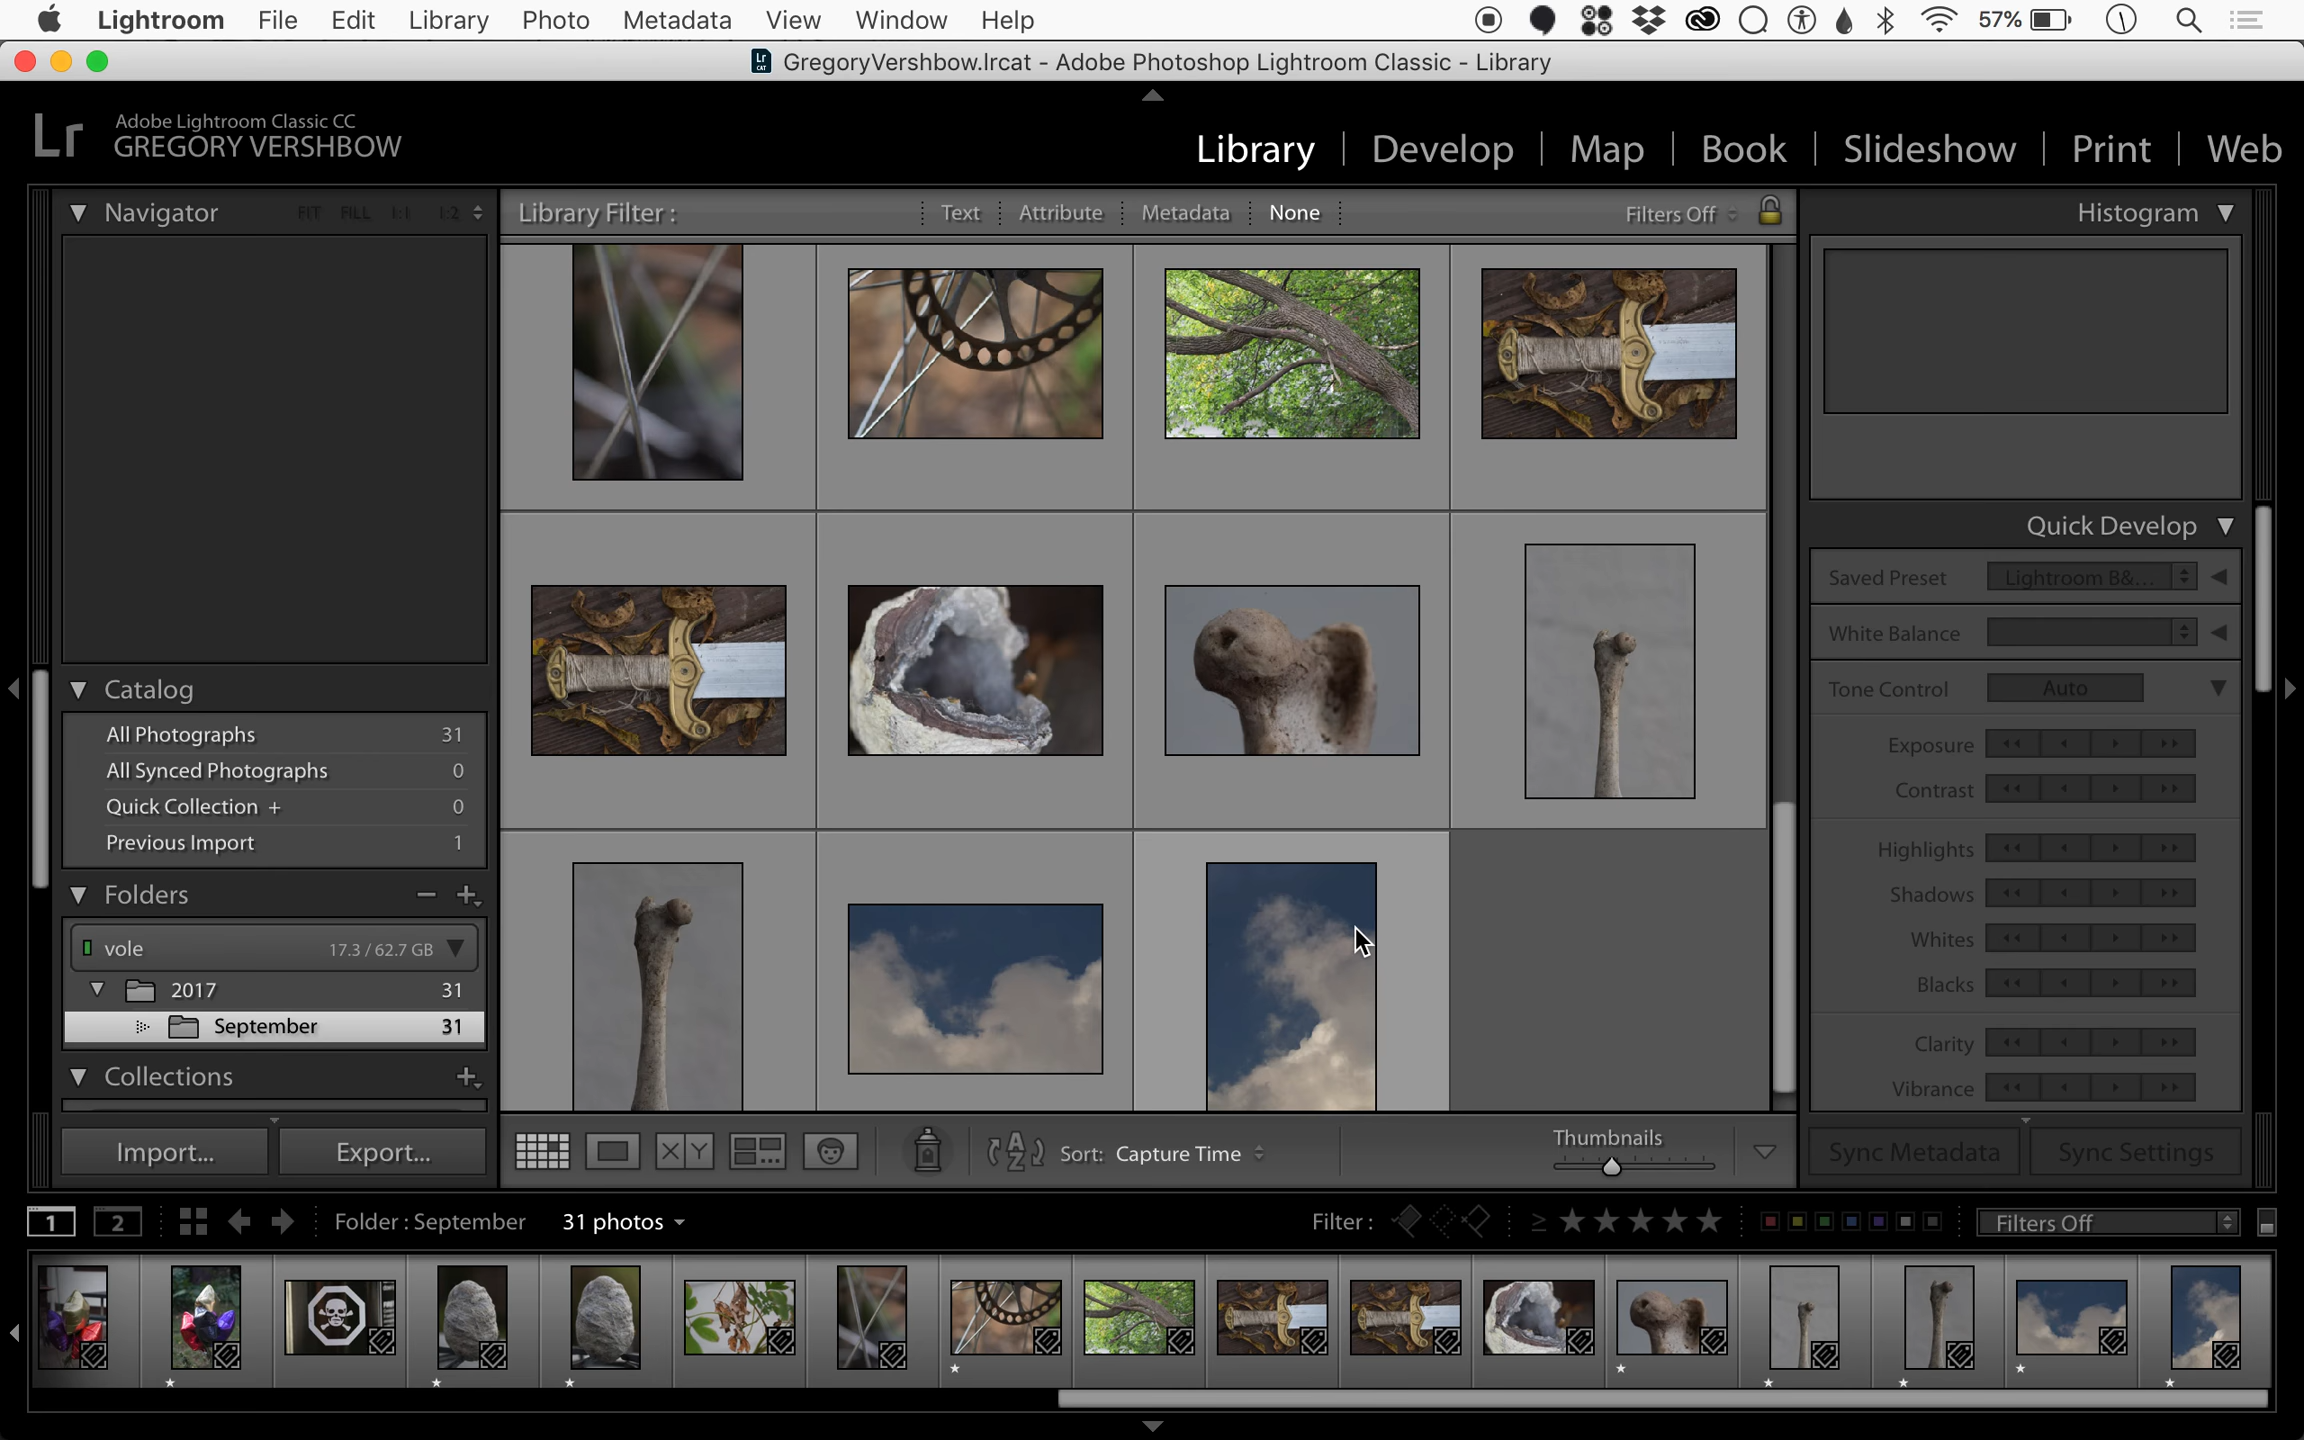 Lightroom File Edit Library Photo Metadata View Window Help 57%
GregoryVershbow.lrcat - Adobe Photoshop Lightroom Classic - Library
Lr
Adobe Lightroom Classic CC
GREGORY VERSHBOW
Library | Develop | Map | Book | Slideshow | Print | Web
Navigator FIT FILL 1:1 1:2
Library Filter : Text Attribute Metadata None Filters Off
Histogram
Quick Develop
Saved Preset Lightroom B&...
White Balance
Tone Control Auto
Exposure
Contrast
Highlights
Shadows
Whites
Blacks
Clarity
Vibrance
Catalog
All Photographs 31
All Synced Photographs 0
Quick Collection + 0
Previous Import 1
Folders
vole 17.3 / 62.7 GB
2017 31
September 31
Collections
Import... Export...
X Y
Sort: Capture Time
Thumbnails
Sync Metadata Sync Settings
1 2 Folder : September 31 photos
Filter : ≥ ★★★★★ Filters Off